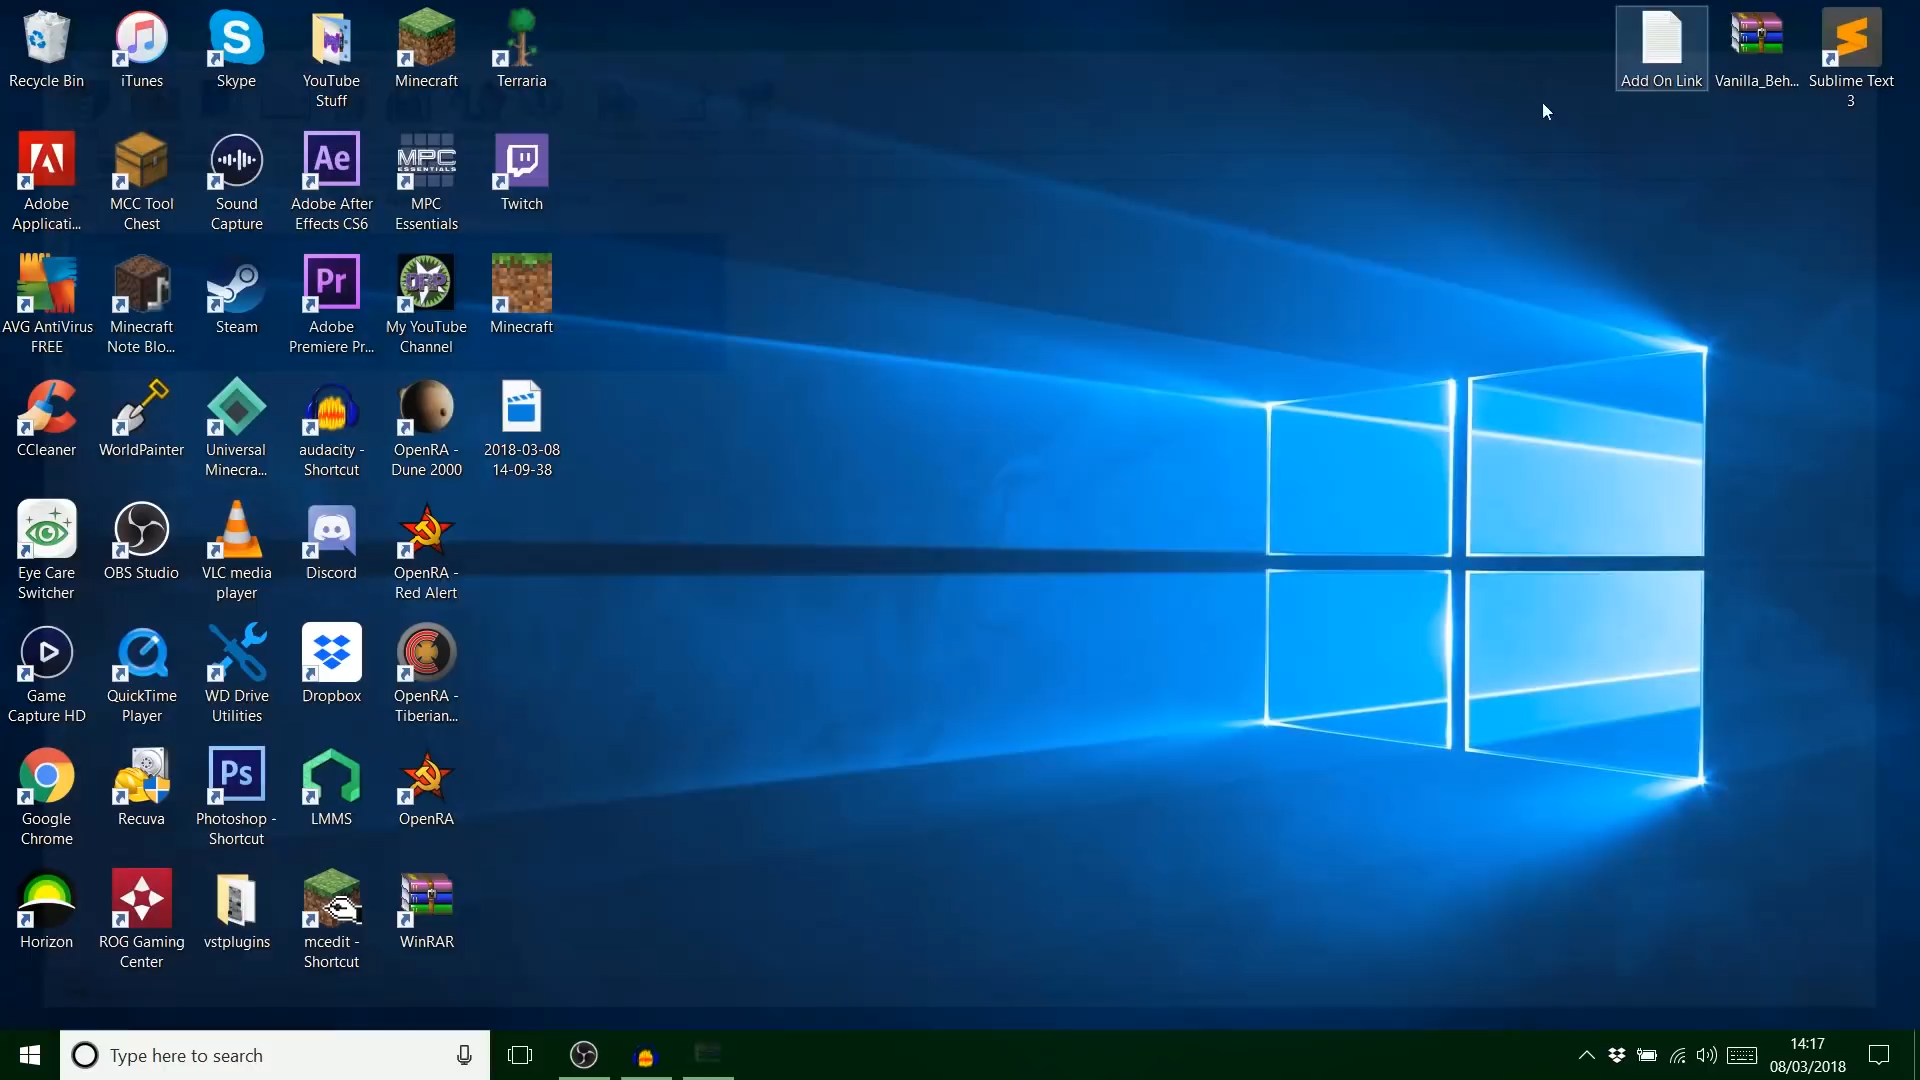 Recycle Bin
iTunes
Skype
YouTube
Stuff
Minecraft
Terraria
Add On Link
Vanilla_Beh...
Sublime Text
3
Adobe
Applicati...
MCC Tool
Chest
Sound
Capture
Ae
Adobe After
Effects CS6
MPC
ESSENTIALS
MPC
Essentials
Twitch
AVG AntiVirus
FREE
Minecraft
Note Blo...
Steam
Pr
Adobe
Premiere Pr...
My YouTube
Channel
Minecraft
CCleaner
WorldPainter
Universal
Minecra...
audacity -
Shortcut
OpenRA -
Dune 2000
2018-03-08
14-09-38
Eye Care
Switcher
OBS Studio
VLC media
player
Discord
OpenRA -
Red Alert
Game
Capture HD
QuickTime
Player
WD Drive
Utilities
Dropbox
OpenRA -
Tiberian...
Google
Chrome
Recuva
Ps
Photoshop -
Shortcut
LMMS
OpenRA
Horizon
ROG Gaming
Center
vstplugins
mcedit -
Shortcut
WinRAR
Type here to search
14:17
08/03/2018